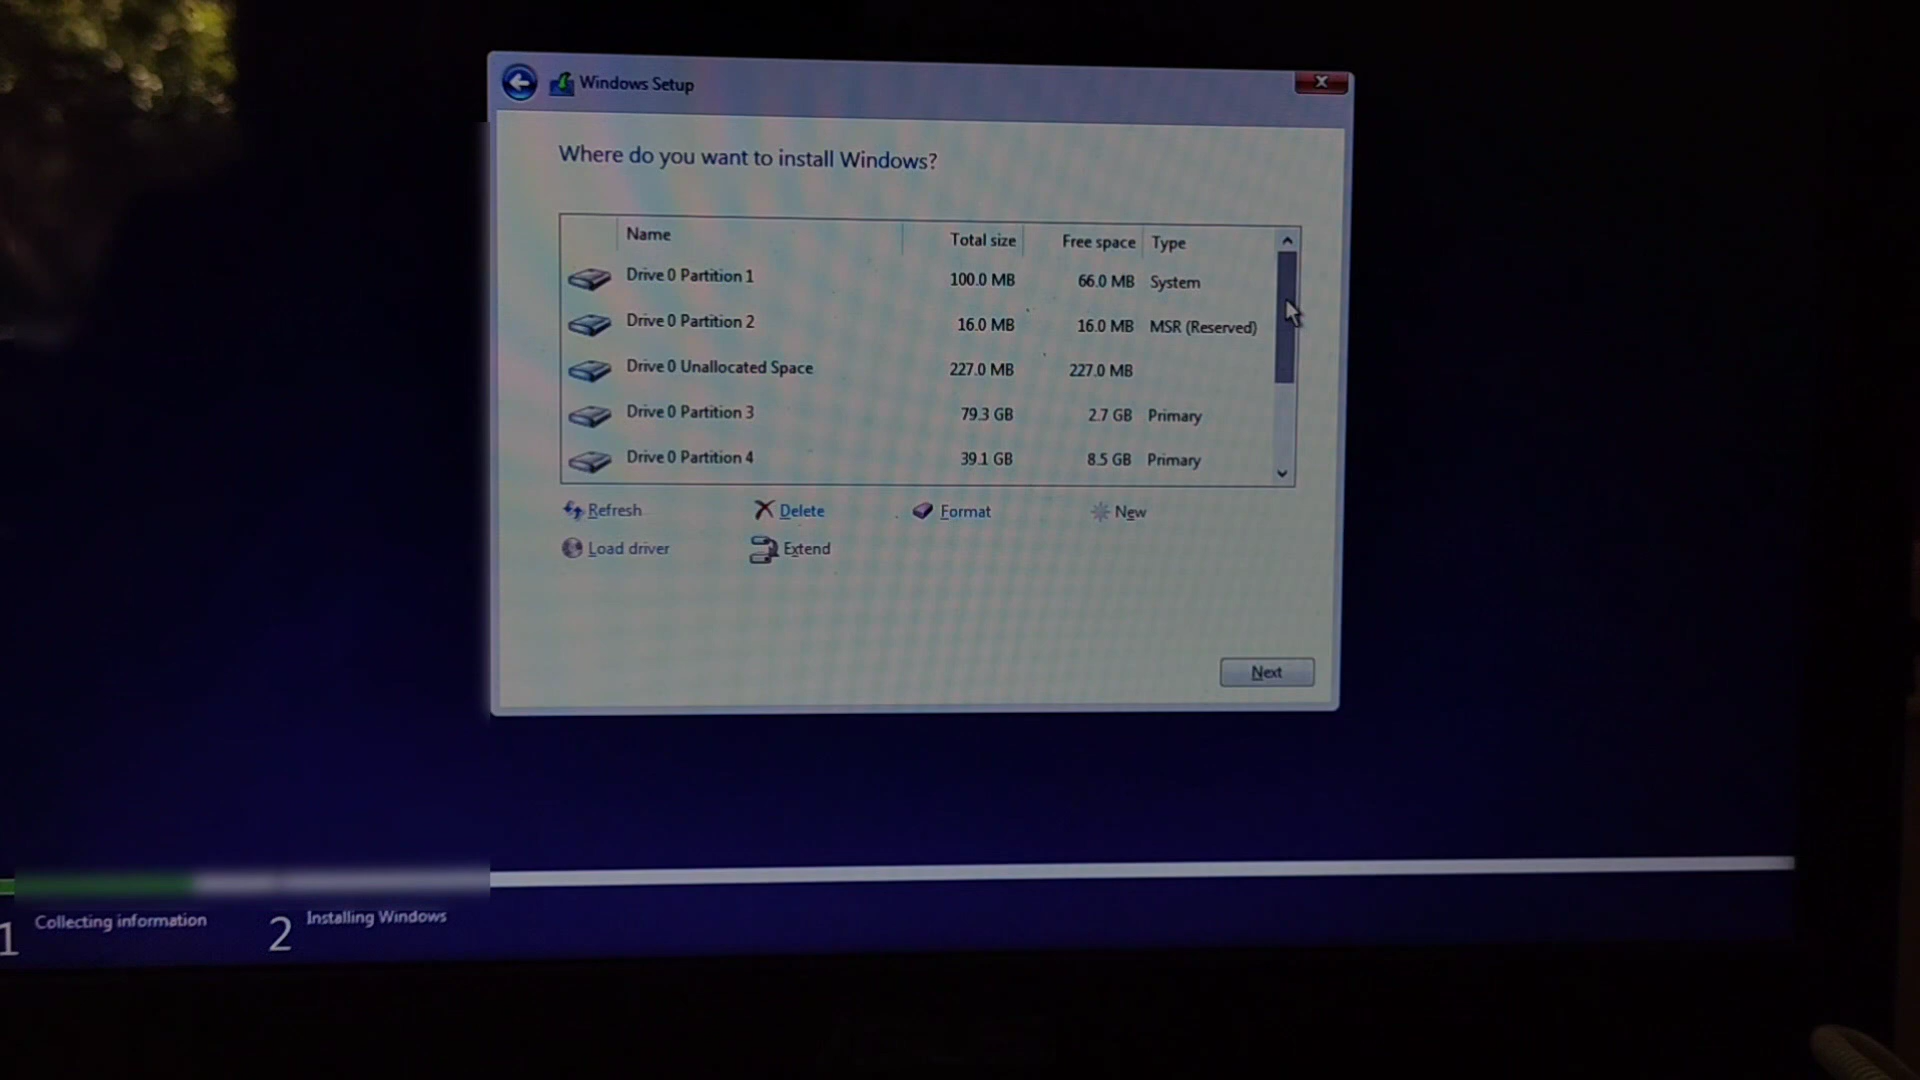 Windows Setup
Where do you want to install Windows?
Name Total size Free space Type
Drive 0 Partition 1 100.0 MB 66.0 MB System
Drive 0 Partition 2 16.0 MB 16.0 MB MSR (Reserved)
Drive 0 Unallocated Space 227.0 MB 227.0 MB
Drive 0 Partition 3 79.3 GB 2.7 GB Primary
Drive 0 Partition 4 39.1 GB 8.5 GB Primary
Refresh Delete Format New
Load driver Extend
Next
1 Collecting information 2 Installing Windows